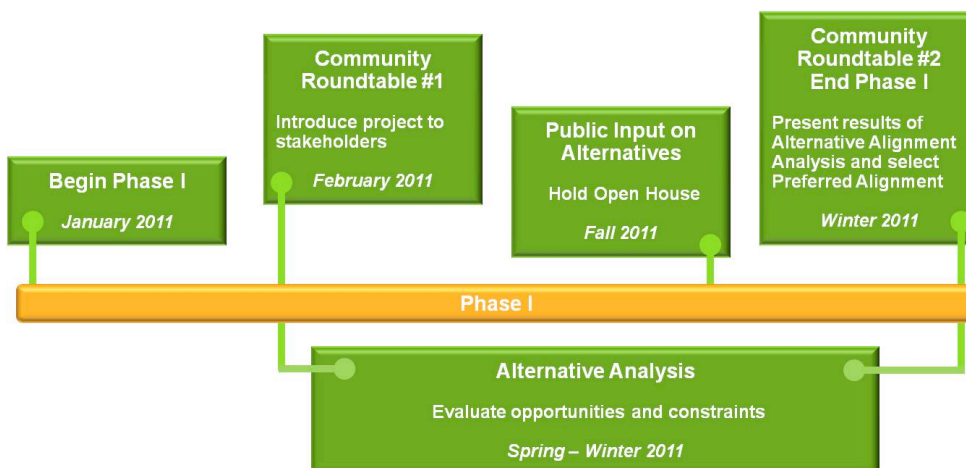 Begin Phase I
January 2011
Community
Roundtable #1
Introduce project to
stakeholders
February 2011
Public Input on
Alternatives
Hold Open House
Fall 2011
Community
Roundtable #2
End Phase I
Present results of
Alternative Alignment
Analysis and select
Preferred Alignment
Winter 2011
Phase I
Alternative Analysis
Evaluate opportunities and constraints
Spring – Winter 2011